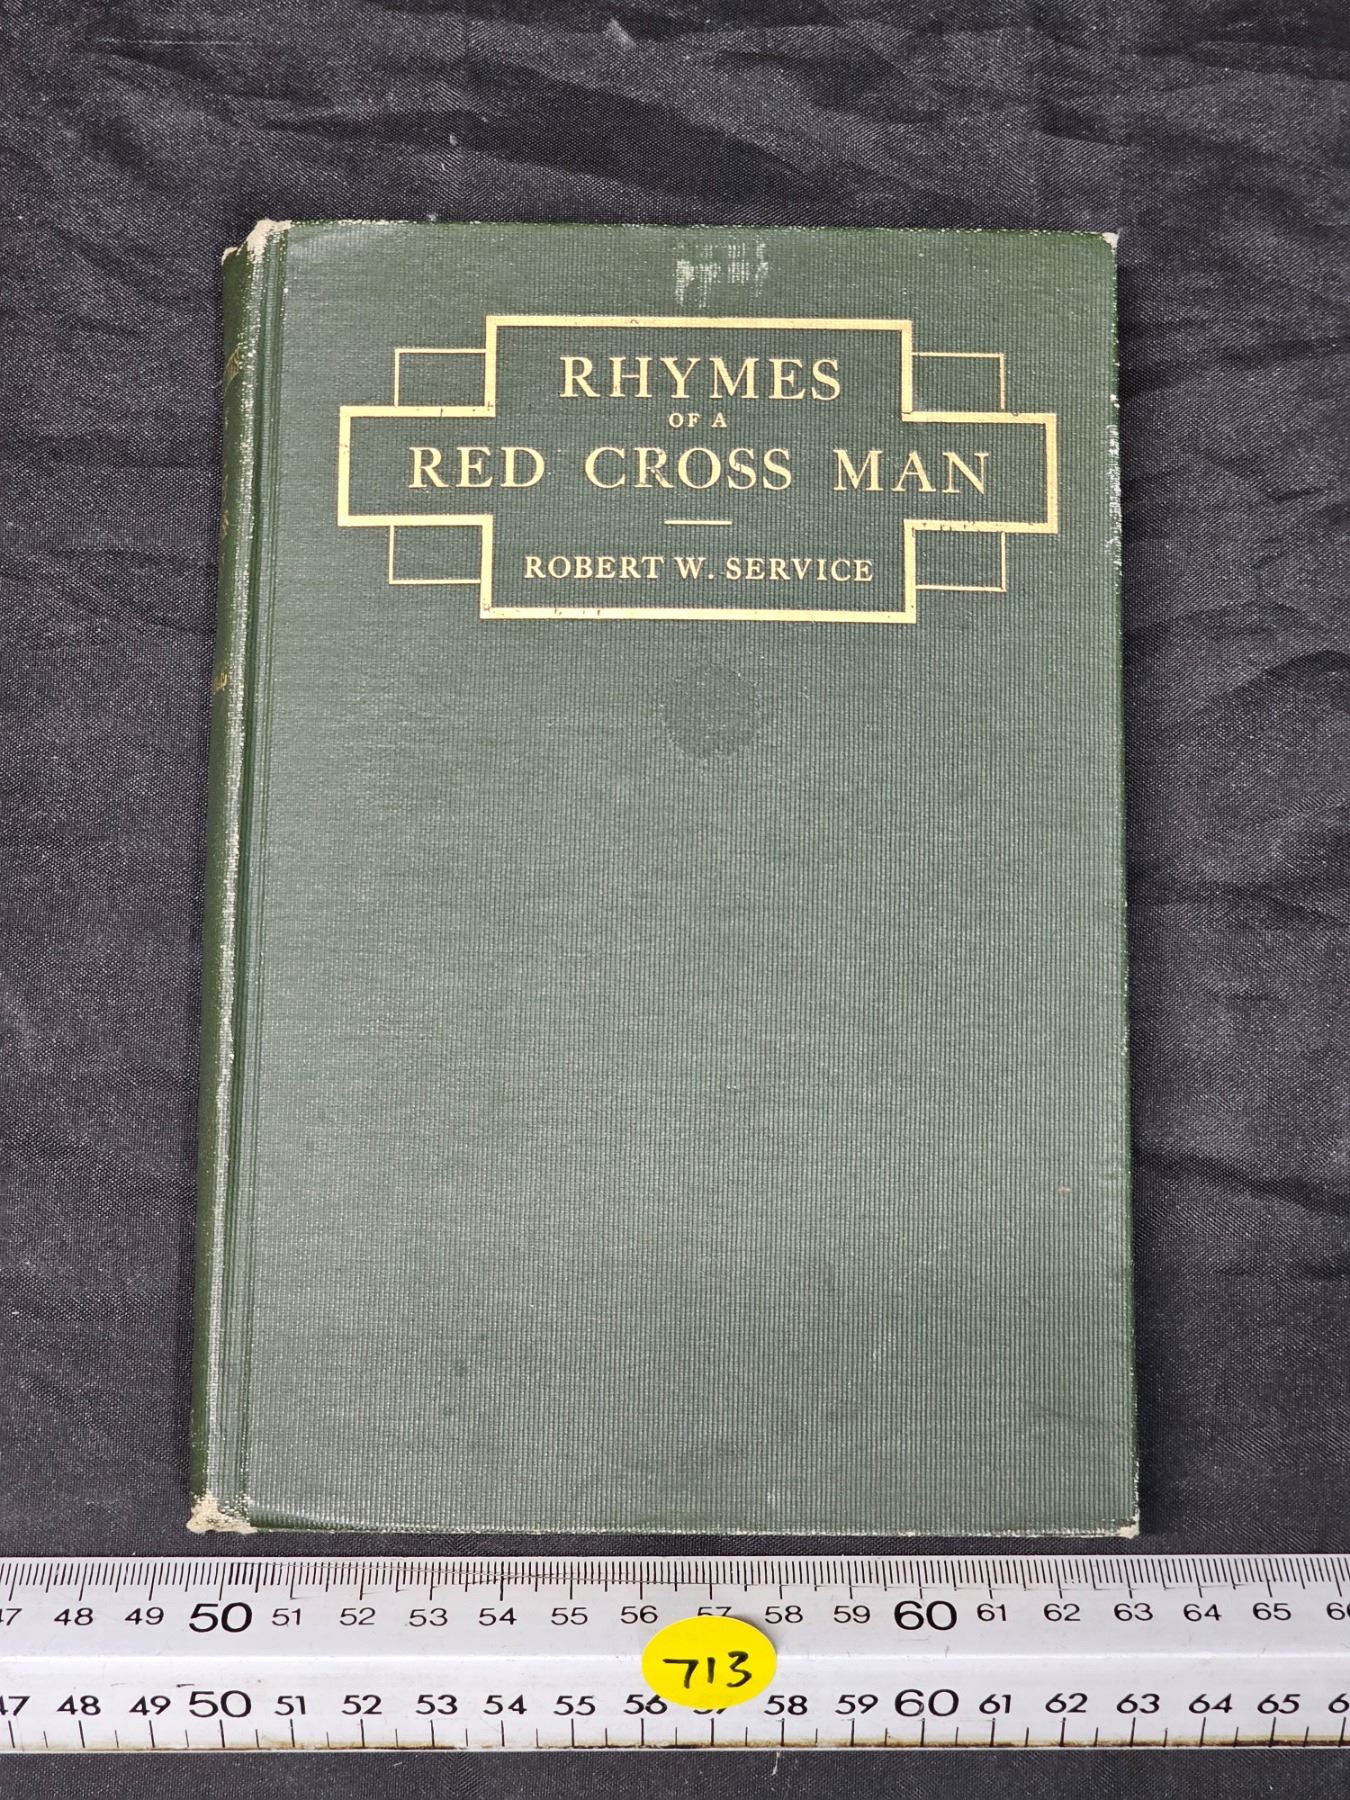 RHYMES
OF A
RED CROSS MAN
ROBERT W. SERVICE
47 48 49 50 51 52 53 54 55 56 57 58 59 60 61 62 63 64 65
713
47 48 49 50 51 52 53 54 55 56 57 58 59 60 61 62 63 64 65